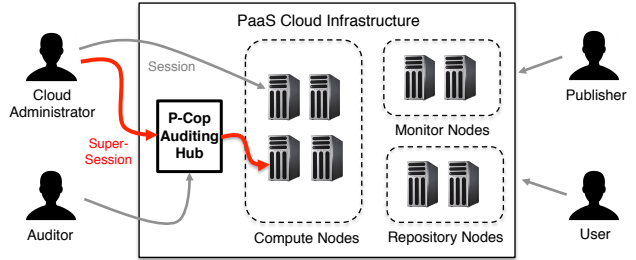 PaaS Cloud Infrastructure
Session
Cloud
Administrator
P-Cop
Auditing
Hub
Super-
Session
Auditor
Compute Nodes
Monitor Nodes
Repository Nodes
Publisher
User